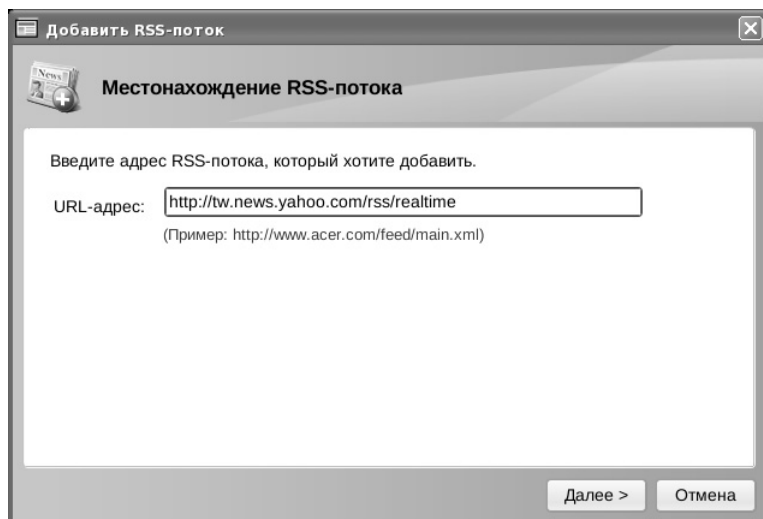 Добавить RSS-поток
News
Местонахождение RSS-потока
Введите адрес RSS-потока, который хотите добавить.
URL-адрес: http://tw.news.yahoo.com/rss/realtime
(Пример: http://www.acer.com/feed/main.xml)
Далее > Отмена